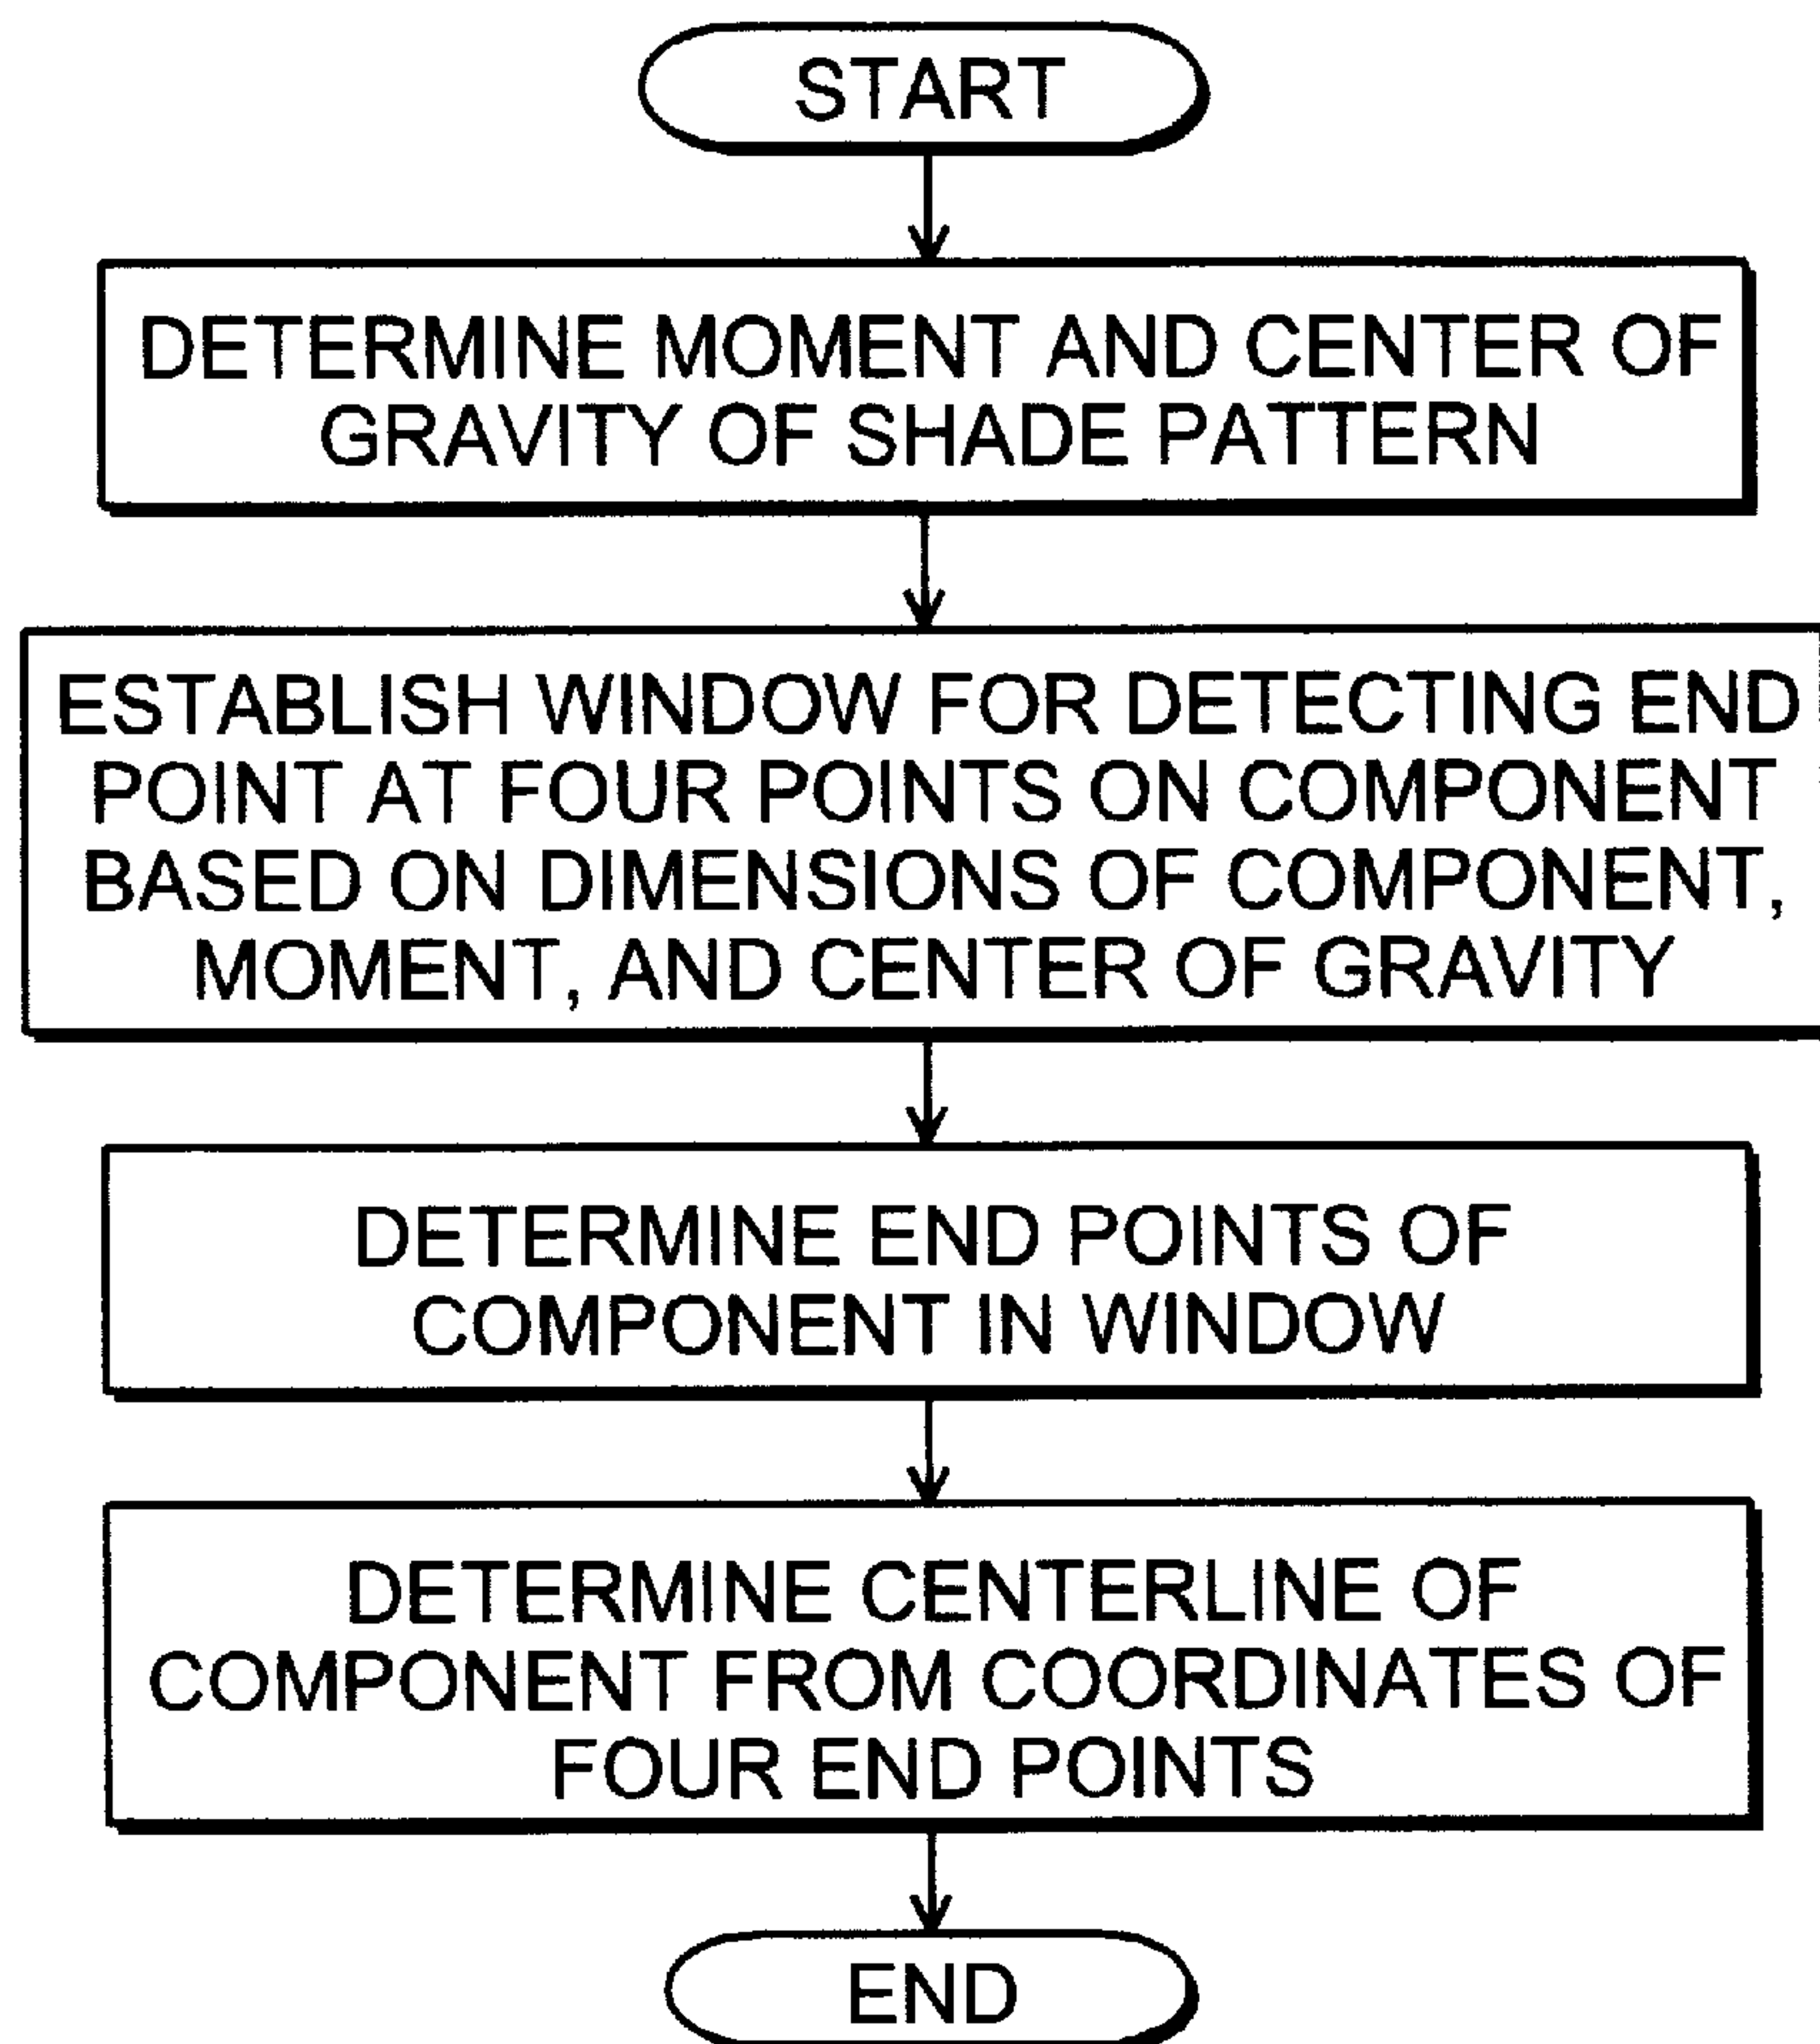 START
DETERMINE MOMENT AND CENTER OF
GRAVITY OF SHADE PATTERN
ESTABLISH WINDOW FOR DETECTING END
POINT AT FOUR POINTS ON COMPONENT
BASED ON DIMENSIONS OF COMPONENT,
MOMENT, AND CENTER OF GRAVITY
DETERMINE END POINTS OF
COMPONENT IN WINDOW
DETERMINE CENTERLINE OF
COMPONENT FROM COORDINATES OF
FOUR END POINTS
END